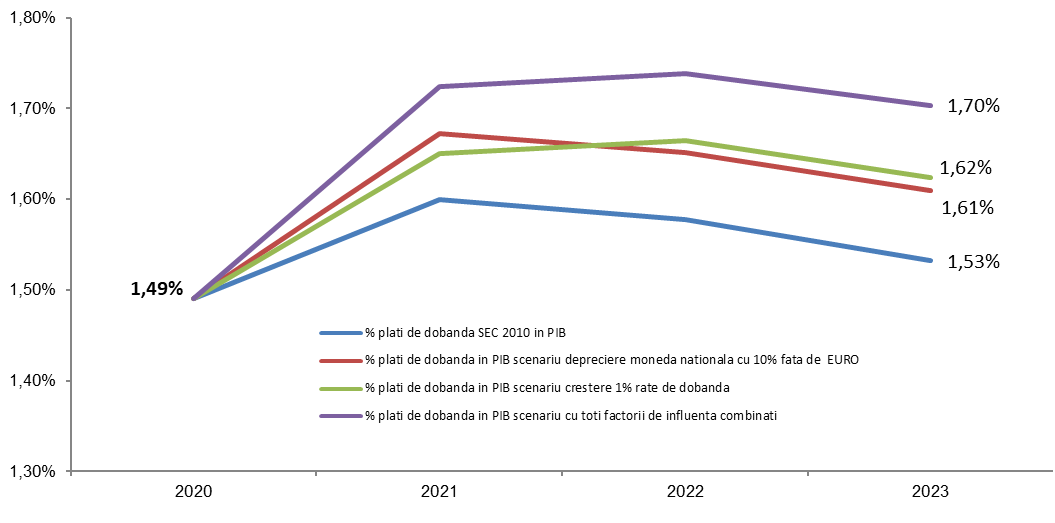 1,80%
1,70%
1,60%
1,50%
1,40%
1,30%
1,49%
1,70%
1,62%
1,61%
1,53%
% plati de dobanda SEC 2010 in PIB
% plati de dobanda in PIB scenariu depreciere moneda nationala cu 10% fata de EURO
% plati de dobanda in PIB scenariu crestere 1% rate de dobanda
% plati de dobanda in PIB scenariu cu toti factorii de influenta combinati
2020 2021 2022 2023